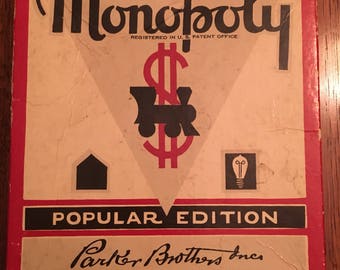 Monopoly
REGISTERED IN U. S. PATENT OFFICE
$
POPULAR EDITION
Parker Brothers Inc.